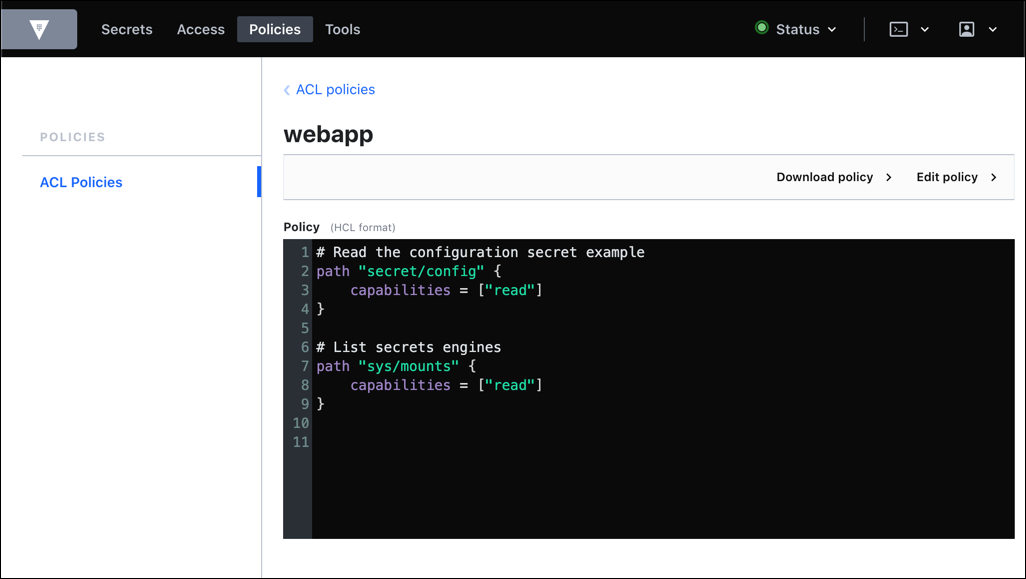 Secrets Access Policies Tools Status
ACL policies
POLICIES
webapp
ACL Policies
Download policy Edit policy
Policy (HCL format)
1 # Read the configuration secret example
2 path "secret/config" {
3     capabilities = ["read"]
4 }
5
6 # List secrets engines
7 path "sys/mounts" {
8     capabilities = ["read"]
9 }
10
11